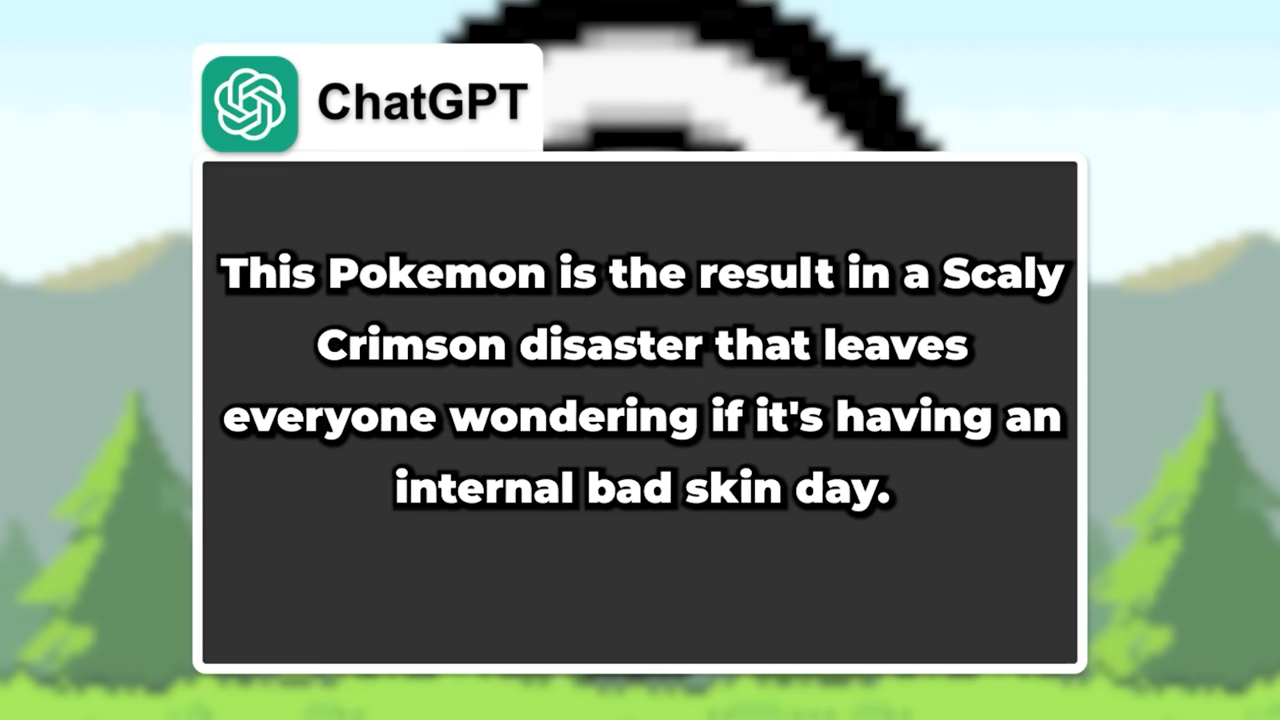 ChatGPT
This Pokemon is the result in a Scaly
Crimson disaster that leaves
everyone wondering if it's having an
internal bad skin day.